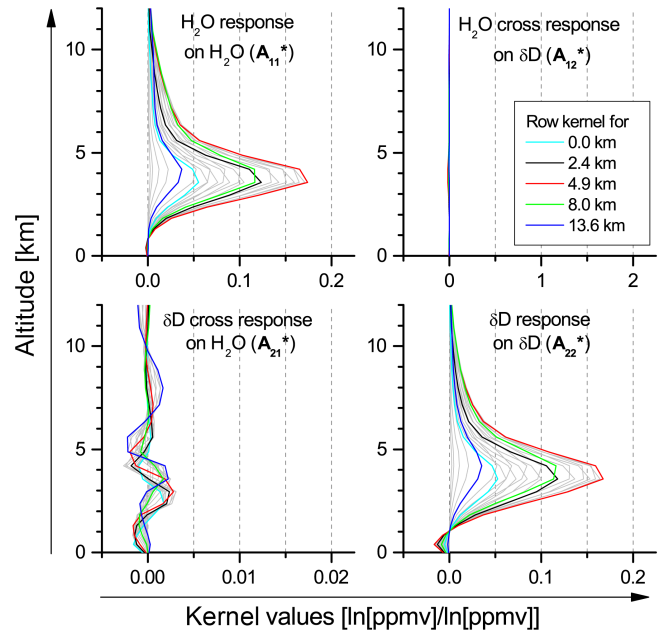 H₂O response
on H₂O (A₁₁*)
H₂O cross response
on δD (A₁₂*)
10
5
0
0.0
0.1
0.2
Row kernel for
0.0 km
2.4 km
4.9 km
8.0 km
13.6 km
10
5
0
0
1
2
Altitude [km]
δD cross response
on H₂O (A₂₁*)
δD response
on δD (A₂₂*)
10
5
0
0.00
0.01
0.02
10
5
0
0.0
0.1
0.2
Kernel values [ln[ppmv]/ln[ppmv]]